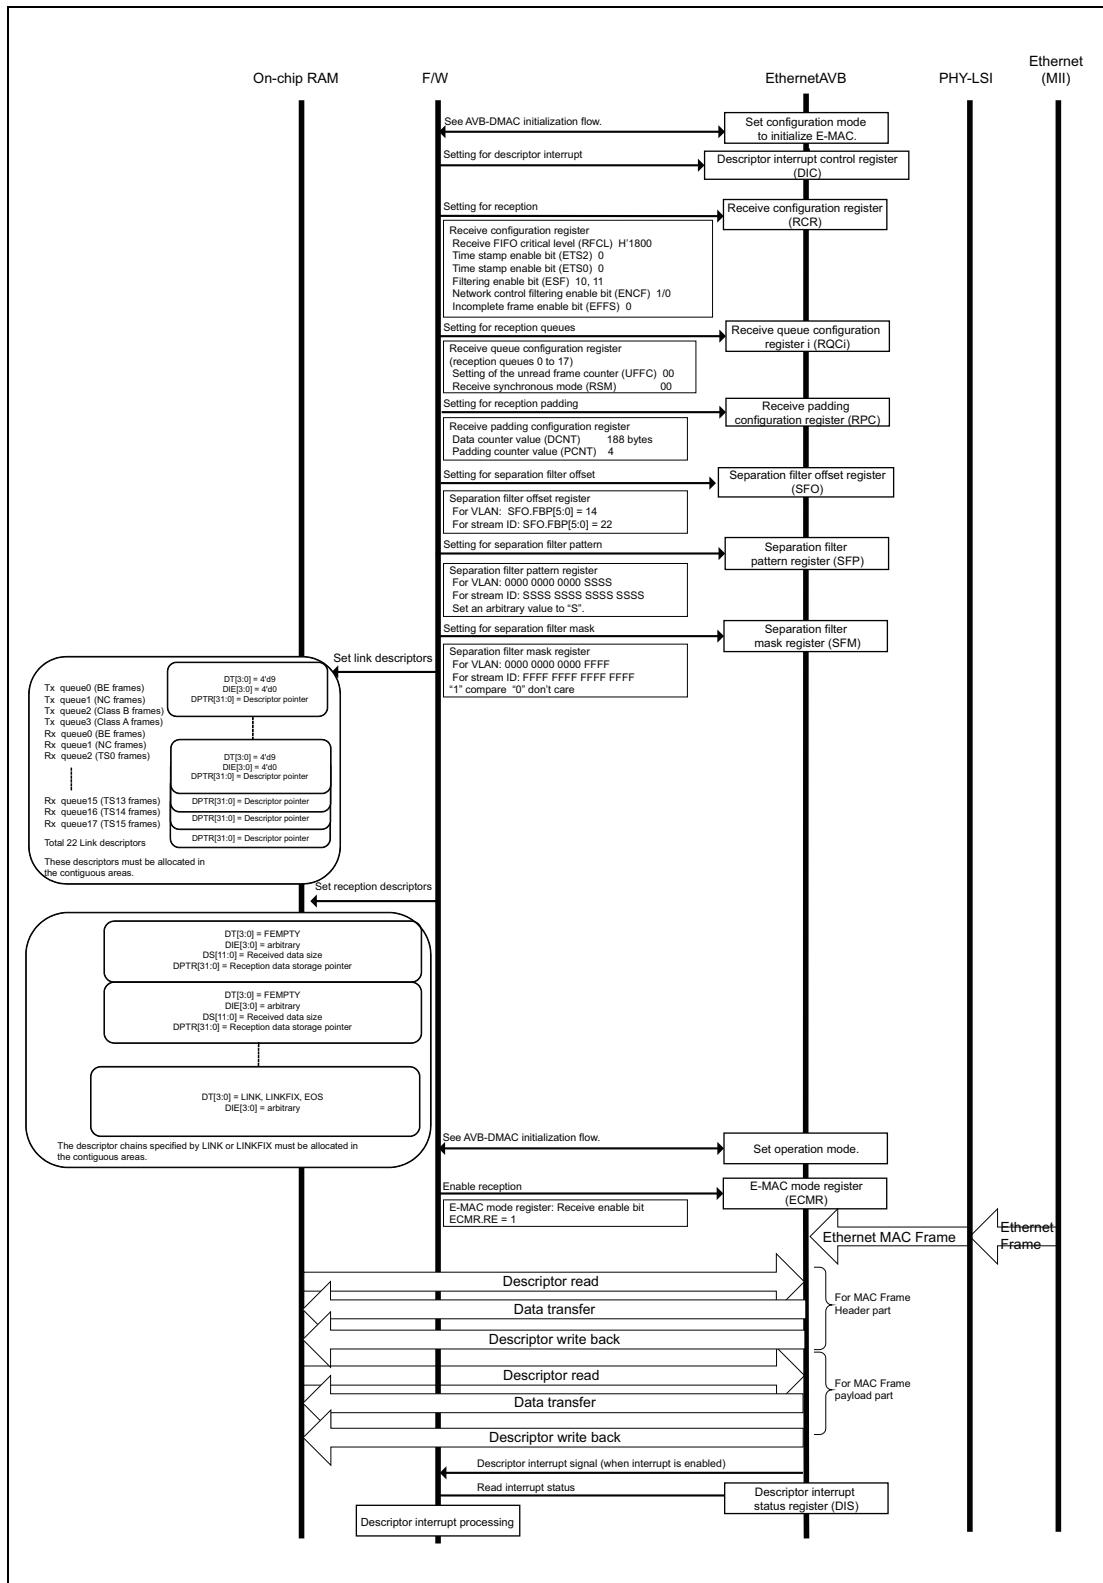 Ethernet
(MII)
On-chip RAM
F/W
EthernetAVB
PHY-LSI
See AVB-DMAC initialization flow.
Set configuration mode
to initialize E-MAC.
Setting for descriptor interrupt
Descriptor interrupt control register
(DIC)
Setting for reception
Receive configuration register
(RCR)
Receive configuration register
Receive FIFO critical level (RFCL) H'1800
Time stamp enable bit (ETS2) 0
Time stamp enable bit (ETS0) 0
Filtering enable bit (ESF) 10, 11
Network control filtering enable bit (ENCF) 1/0
Incomplete frame enable bit (EFFS) 0
Setting for reception queues
Receive queue configuration
register i (RQCi)
Receive queue configuration register
(reception queues 0 to 17)
Setting of the unread frame counter (UFFC) 00
Receive synchronous mode (RSM) 00
Setting for reception padding
Receive padding
configuration register (RPC)
Receive padding configuration register
Data counter value (DCNT) 188 bytes
Padding counter value (PCNT) 4
Setting for separation filter offset
Separation filter offset register
(SFO)
Separation filter offset register
For VLAN: SFO.FBP[5:0] = 14
For stream ID: SFO.FBP[5:0] = 22
Setting for separation filter pattern
Separation filter
pattern register (SFP)
Separation filter pattern register
For VLAN: 0000 0000 0000 SSSS
For stream ID: SSSS SSSS SSSS SSSS
Set an arbitrary value to “S”.
Setting for separation filter mask
Separation filter
mask register (SFM)
Separation filter mask register
For VLAN: 0000 0000 0000 FFFF
For stream ID: FFFF FFFF FFFF FFFF
“1” compare “0” don't care
Set link descriptors
Tx queue0 (BE frames)
Tx queue1 (NC frames)
Tx queue2 (Class B frames)
Tx queue3 (Class A frames)
Rx queue0 (BE frames)
Rx queue1 (NC frames)
Rx queue2 (TS0 frames)
Rx queue15 (TS13 frames)
Rx queue16 (TS14 frames)
Rx queue17 (TS15 frames)
Total 22 Link descriptors
These descriptors must be allocated in
the contiguous areas.
DT[3:0] = 4'd9
DIE[3:0] = 4'd0
DPTR[31:0] = Descriptor pointer
DT[3:0] = 4'd9
DIE[3:0] = 4'd0
DPTR[31:0] = Descriptor pointer
DPTR[31:0] = Descriptor pointer
DPTR[31:0] = Descriptor pointer
DPTR[31:0] = Descriptor pointer
Set reception descriptors
DT[3:0] = FEMPTY
DIE[3:0] = arbitrary
DS[11:0] = Received data size
DPTR[31:0] = Reception data storage pointer
DT[3:0] = FEMPTY
DIE[3:0] = arbitrary
DS[11:0] = Received data size
DPTR[31:0] = Reception data storage pointer
DT[3:0] = LINK, LINKFIX, EOS
DIE[3:0] = arbitrary
The descriptor chains specified by LINK or LINKFIX must be allocated in
the contiguous areas.
See AVB-DMAC initialization flow.
Set operation mode.
Enable reception
E-MAC mode register
(ECMR)
E-MAC mode register: Receive enable bit
ECMR.RE = 1
Ethernet MAC Frame
Ethernet
Frame
Descriptor read
Data transfer
Descriptor write back
For MAC Frame
Header part
Descriptor read
Data transfer
Descriptor write back
For MAC Frame
payload part
Descriptor interrupt signal (when interrupt is enabled)
Read interrupt status
Descriptor interrupt
status register (DIS)
Descriptor interrupt processing